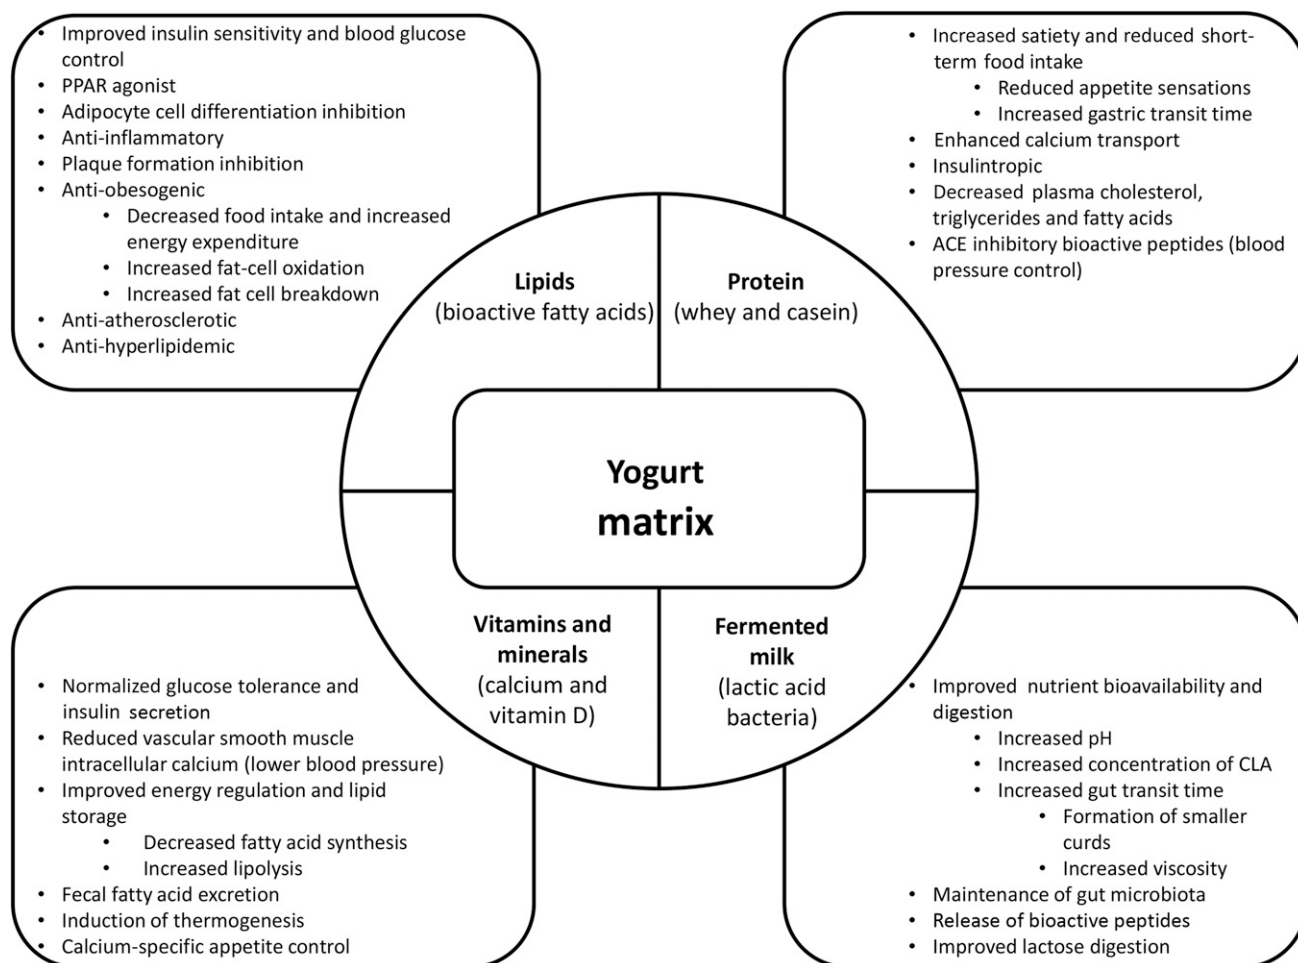 • Improved insulin sensitivity and blood glucose
control
• PPAR agonist
• Adipocyte cell differentiation inhibition
• Anti-inflammatory
• Plaque formation inhibition
• Anti-obesogenic
• Decreased food intake and increased
energy expenditure
• Increased fat-cell oxidation
• Increased fat cell breakdown
• Anti-atherosclerotic
• Anti-hyperlipidemic
• Increased satiety and reduced short-
term food intake
• Reduced appetite sensations
• Increased gastric transit time
• Enhanced calcium transport
• Insulintropic
• Decreased plasma cholesterol,
triglycerides and fatty acids
• ACE inhibitory bioactive peptides (blood
pressure control)
Lipids
(bioactive fatty acids)
Protein
(whey and casein)
Yogurt
matrix
Vitamins and
minerals
(calcium and
vitamin D)
Fermented
milk
(lactic acid
bacteria)
• Normalized glucose tolerance and
insulin secretion
• Reduced vascular smooth muscle
intracellular calcium (lower blood pressure)
• Improved energy regulation and lipid
storage
• Decreased fatty acid synthesis
• Increased lipolysis
• Fecal fatty acid excretion
• Induction of thermogenesis
• Calcium-specific appetite control
• Improved nutrient bioavailability and
digestion
• Increased pH
• Increased concentration of CLA
• Increased gut transit time
• Formation of smaller
curds
• Increased viscosity
• Maintenance of gut microbiota
• Release of bioactive peptides
• Improved lactose digestion